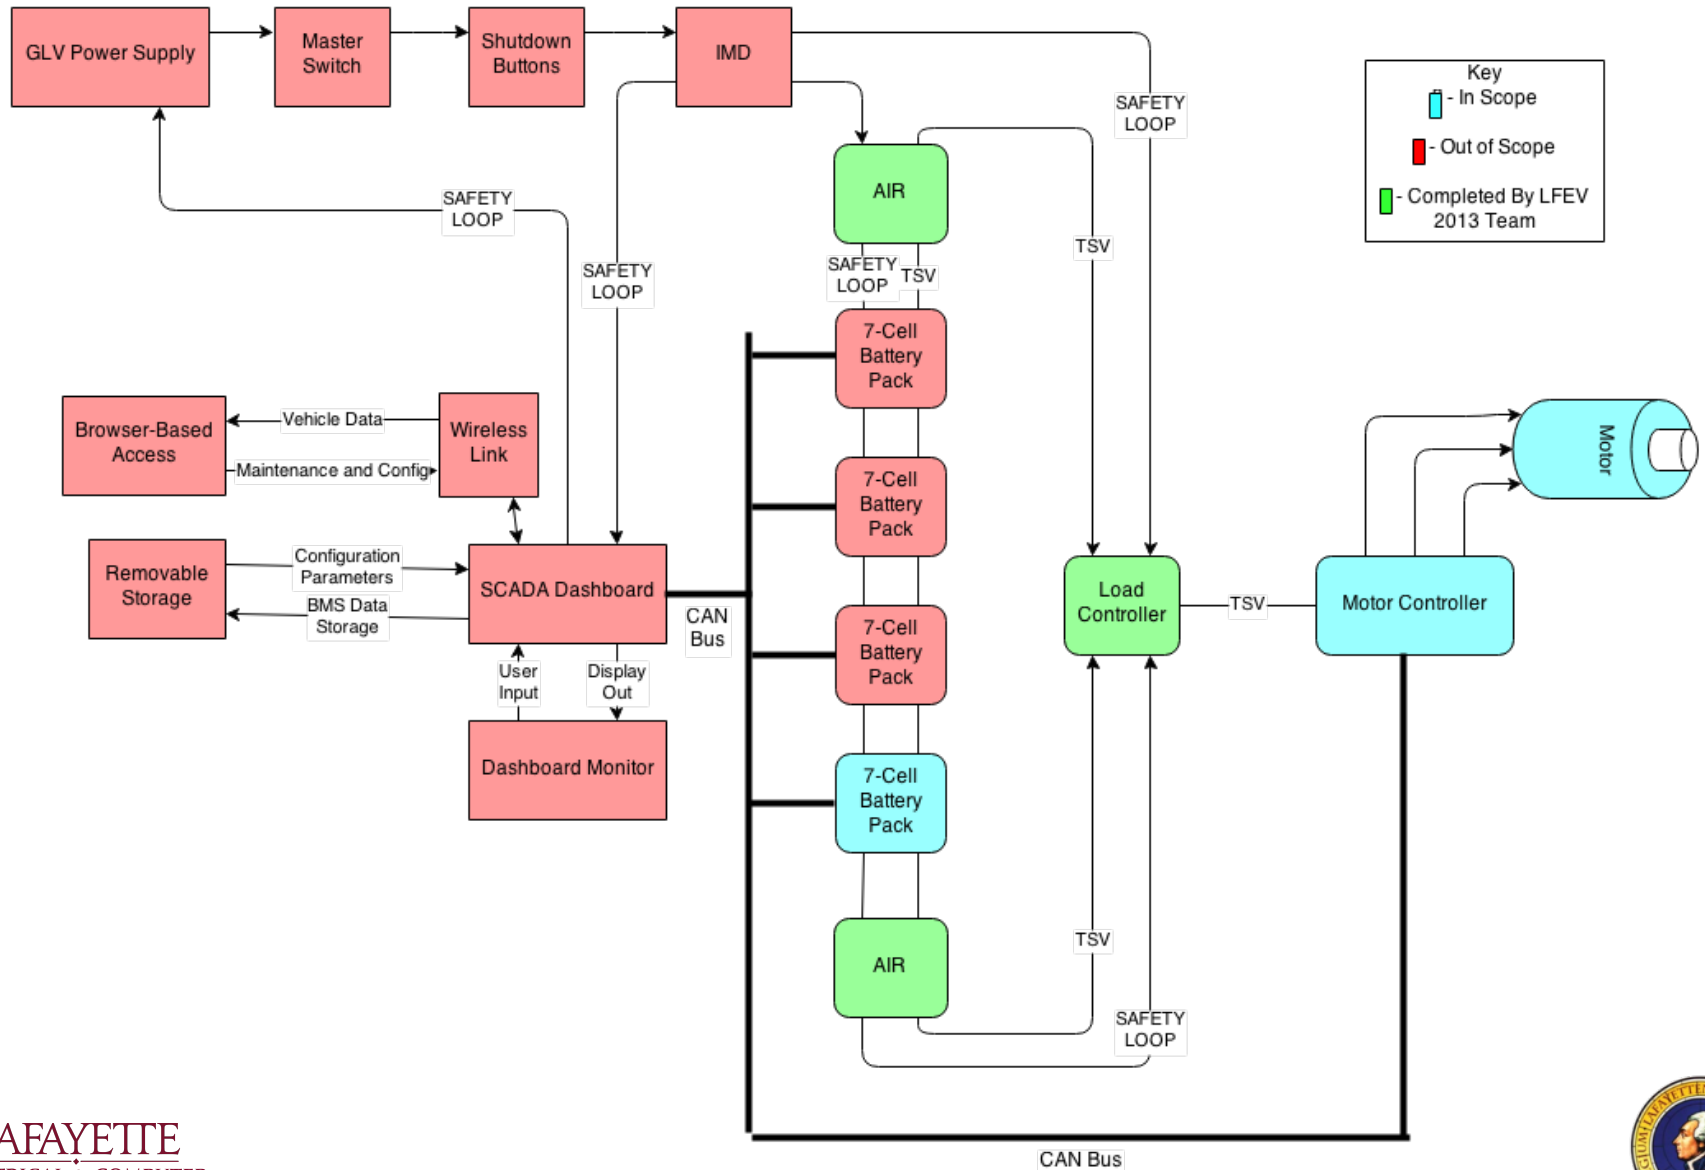 GLV Power Supply
Master
Switch
Shutdown
Buttons
IMD
Key
- In Scope
- Out of Scope
- Completed By LFEV
2013 Team
SAFETY
LOOP
AIR
SAFETY
LOOP
TSV
SAFETY
LOOP
SAFETY
LOOP
TSV
7-Cell
Battery
Pack
Browser-Based
Access
Vehicle Data
Maintenance and Config
Wireless
Link
7-Cell
Battery
Pack
Motor
Removable
Storage
Configuration
Parameters
BMS Data
Storage
SCADA Dashboard
CAN
Bus
7-Cell
Battery
Pack
Load
Controller
TSV
Motor Controller
User
Input
Display
Out
Dashboard Monitor
7-Cell
Battery
Pack
AIR
TSV
SAFETY
LOOP
CAN Bus
AFAYETTE